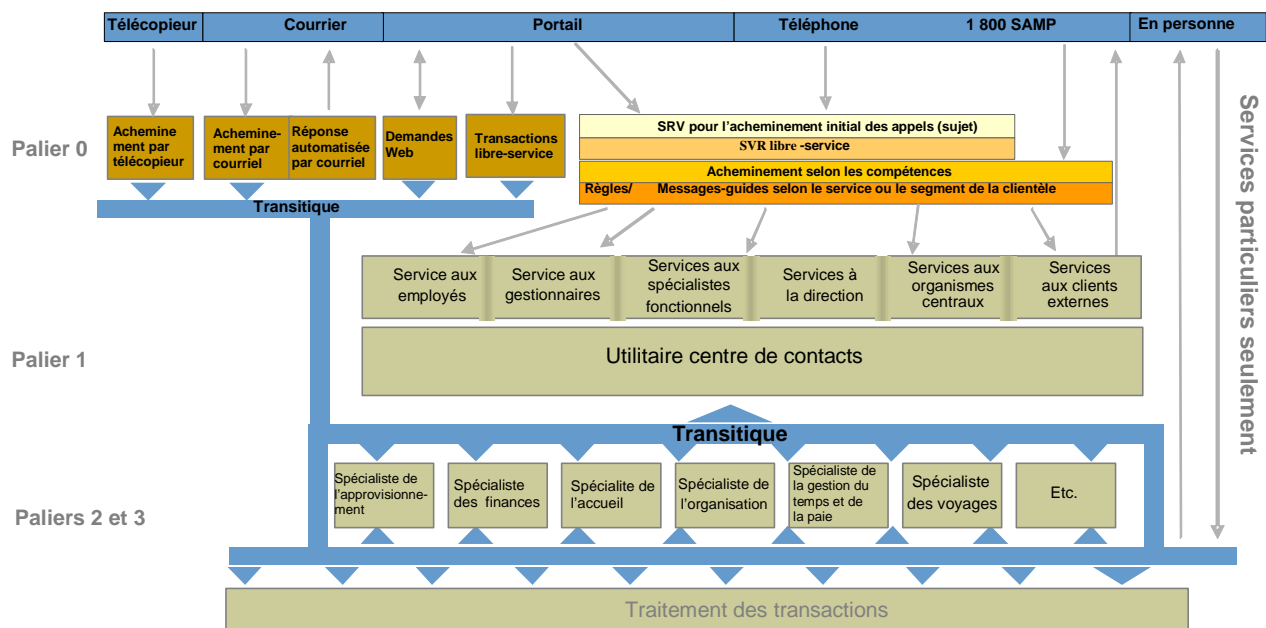 Télécopieur Courrier Portail Téléphone 1 800 SAMP En personne
Services particuliers seulement
Palier 0
Achemine
ment par
télécopieur
Achemine-
ment par
courriel
Réponse
automatisée
par courriel
Demandes
Web
Transactions
libre-service
SRV pour l'acheminement initial des appels (sujet)
SVR libre -service
Acheminement selon les compétences
Règles/ Messages-guides selon le service ou le segment de la clientèle
Transitique
Service aux
employés
Service aux
gestionnaires
Services aux
spécialistes
fonctionnels
Services à
la direction
Services aux
organismes
centraux
Services
aux clients
externes
Palier 1
Utilitaire centre de contacts
Transitique
Paliers 2 et 3
Spécialiste de
l'approvisionne-
ment
Spécialiste
des finances
Spécialite de
l'accueil
Spécialiste de
l'organisation
Spécialiste de
la gestion du
temps et de
la paie
Spécialiste
des voyages
Etc.
Traitement des transactions